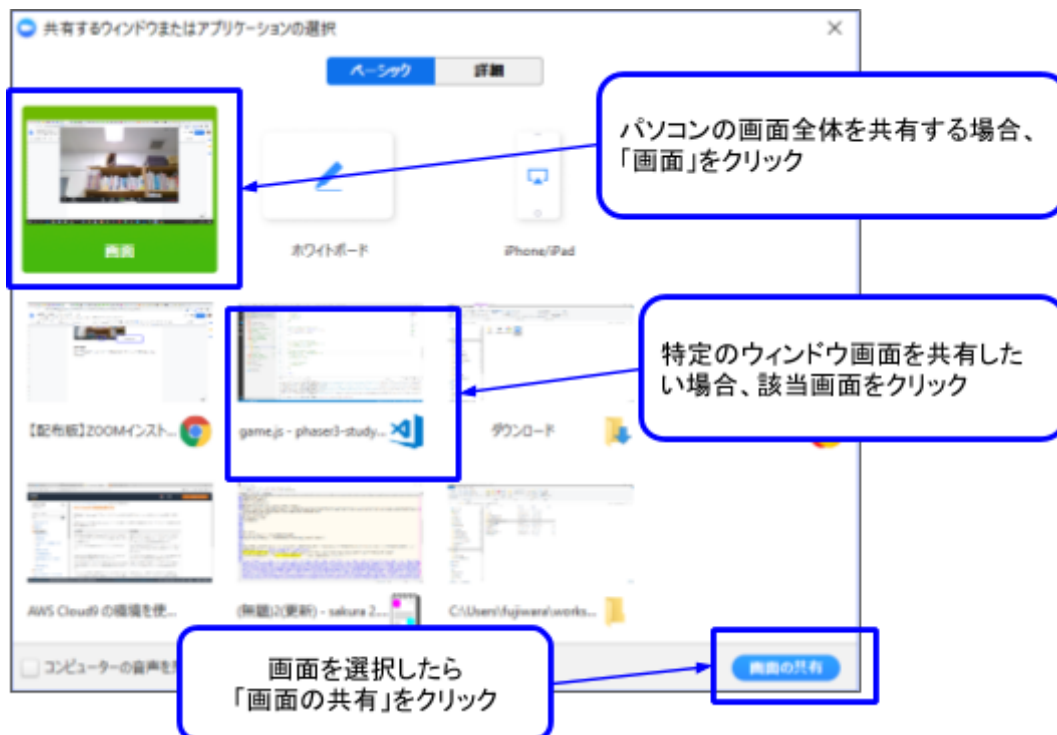 共有するウィンドウまたはアプリケーションの選択
ベーシック
詳細
パソコンの画面全体を共有する場合、
「画面」をクリック
画面
ホワイトボード
iPhone/iPad
特定のウィンドウ画面を共有した
い場合、該当画面をクリック
【配布版】ZOOMインスト...
game.js - phaser3-study...
ダウンロード
AWS Cloud9 の環境を使...
(無題)2(更新) - sakura 2...
C:\Users\fujiwara\works...
コンピューターの音声を
画面を選択したら
「画面の共有」をクリック
画面の共有